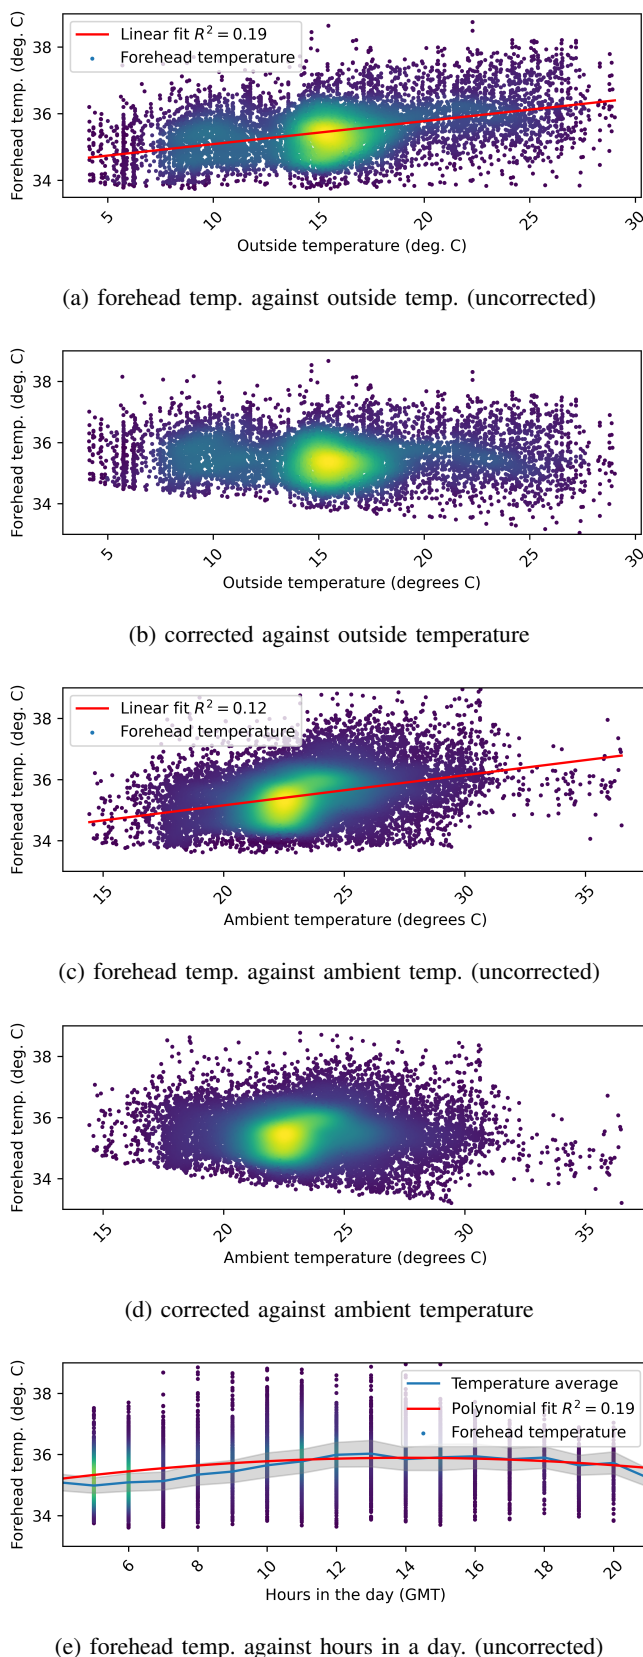 Linear fit R² = 0.19
Forehead temperature
Forehead temp. (deg. C)
38
36
34
5
10
15
20
25
30
Outside temperature (deg. C)
(a) forehead temp. against outside temp. (uncorrected)
Forehead temp. (deg. C)
38
36
34
5
10
15
20
25
30
Outside temperature (degrees C)
(b) corrected against outside temperature
Linear fit R² = 0.12
Forehead temperature
Forehead temp. (deg. C)
38
36
34
15
20
25
30
35
Ambient temperature (degrees C)
(c) forehead temp. against ambient temp. (uncorrected)
Forehead temp. (deg. C)
38
36
34
15
20
25
30
35
Ambient temperature (degrees C)
(d) corrected against ambient temperature
Temperature average
Polynomial fit R² = 0.19
Forehead temperature
Forehead temp. (deg. C)
38
36
34
6
8
10
12
14
16
18
20
Hours in the day (GMT)
(e) forehead temp. against hours in a day. (uncorrected)